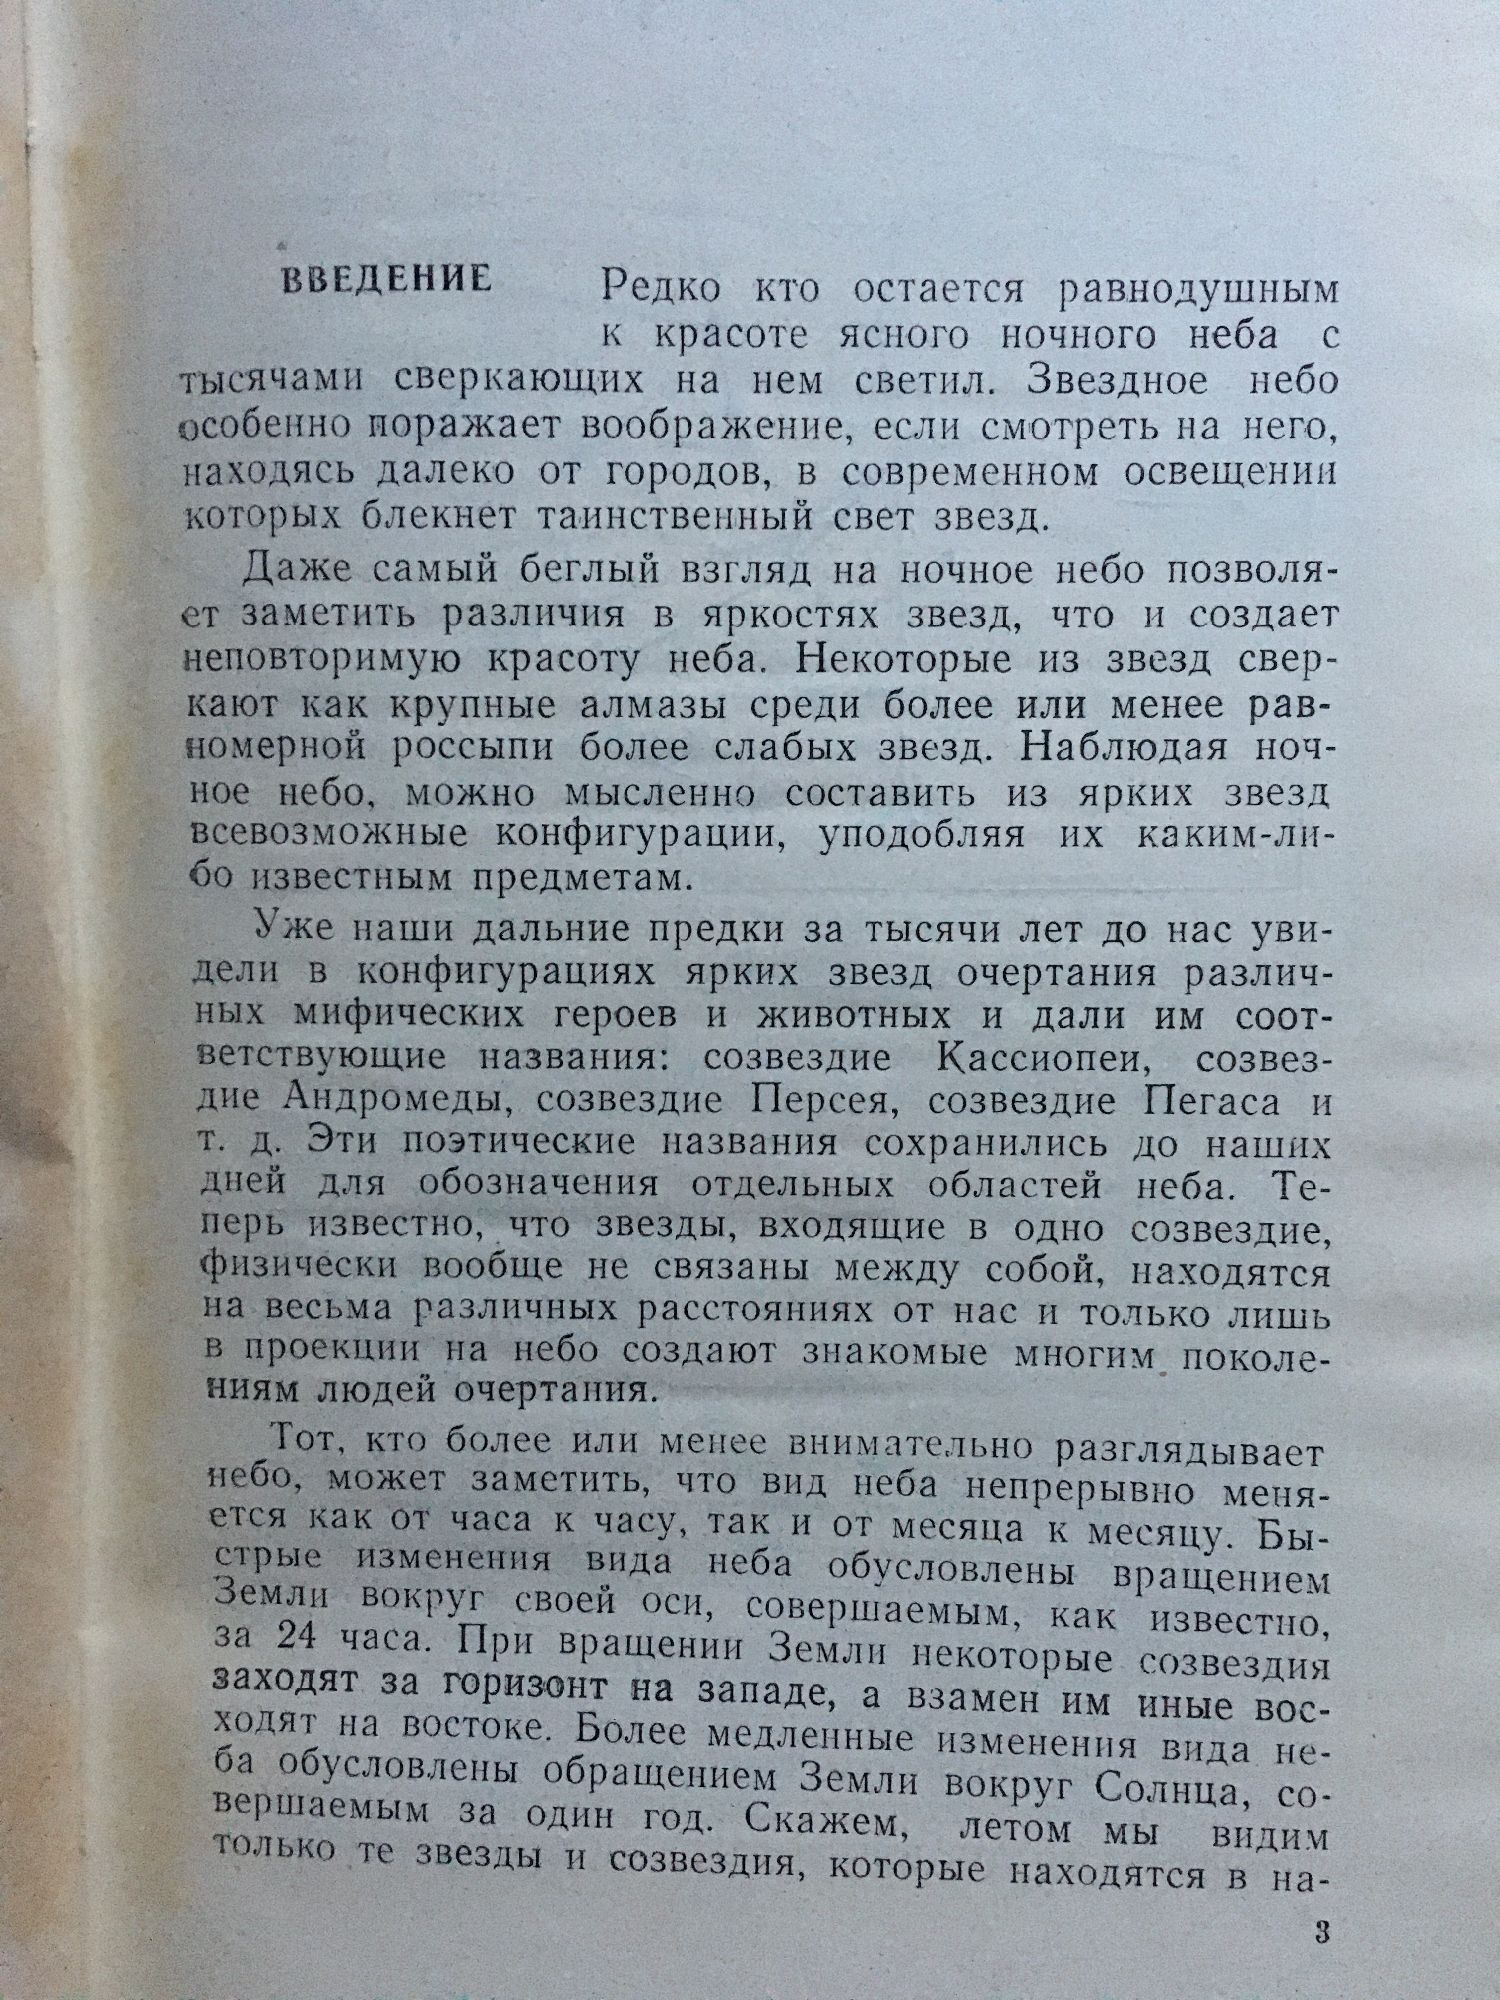 ВВЕДЕНИЕ
Редко кто остается равнодушным
к красоте ясного ночного неба с
тысячами сверкающих на нем светил. Звездное небо
особенно поражает воображение, если смотреть на него,
находясь далеко от городов, в современном освещении
которых блекнет таинственный свет звезд.
Даже самый беглый взгляд на ночное небо позволя-
ет заметить различия в яркостях звезд, что и создает
неповторимую красоту неба. Некоторые из звезд свер-
кают как крупные алмазы среди более или менее рав-
номерной россыпи более слабых звезд. Наблюдая ноч-
ное небо, можно мысленно составить из ярких звезд
всевозможные конфигурации, уподобляя их каким-ли-
бо известным предметам.
Уже наши дальние предки за тысячи лет до нас уви-
дели в конфигурациях ярких звезд очертания различ-
ных мифических героев и животных и дали им соот-
ветствующие названия: созвездие Кассиопеи, созвез-
дие Андромеды, созвездие Персея, созвездие Пегаса и
т. д. Эти поэтические названия сохранились до наших
дней для обозначения отдельных областей неба. Те-
перь известно, что звезды, входящие в одно созвездие,
физически вообще не связаны между собой, находятся
на весьма различных расстояниях от нас и только лишь
в проекции на небо создают знакомые многим поколе-
ниям людей очертания.
Тот, кто более или менее внимательно разглядывает
небо, может заметить, что вид неба непрерывно меня-
ется как от часа к часу, так и от месяца к месяцу. Бы-
стрые изменения вида неба обусловлены вращением
Земли вокруг своей оси, совершаемым, как известно,
за 24 часа. При вращении Земли некоторые созвездия
заходят за горизонт на западе, а взамен им иные вос-
ходят на востоке. Более медленные изменения вида не-
ба обусловлены обращением Земли вокруг Солнца, со-
вершаемым за один год. Скажем, летом мы видим
только те звезды и созвездия, которые находятся в на-
3